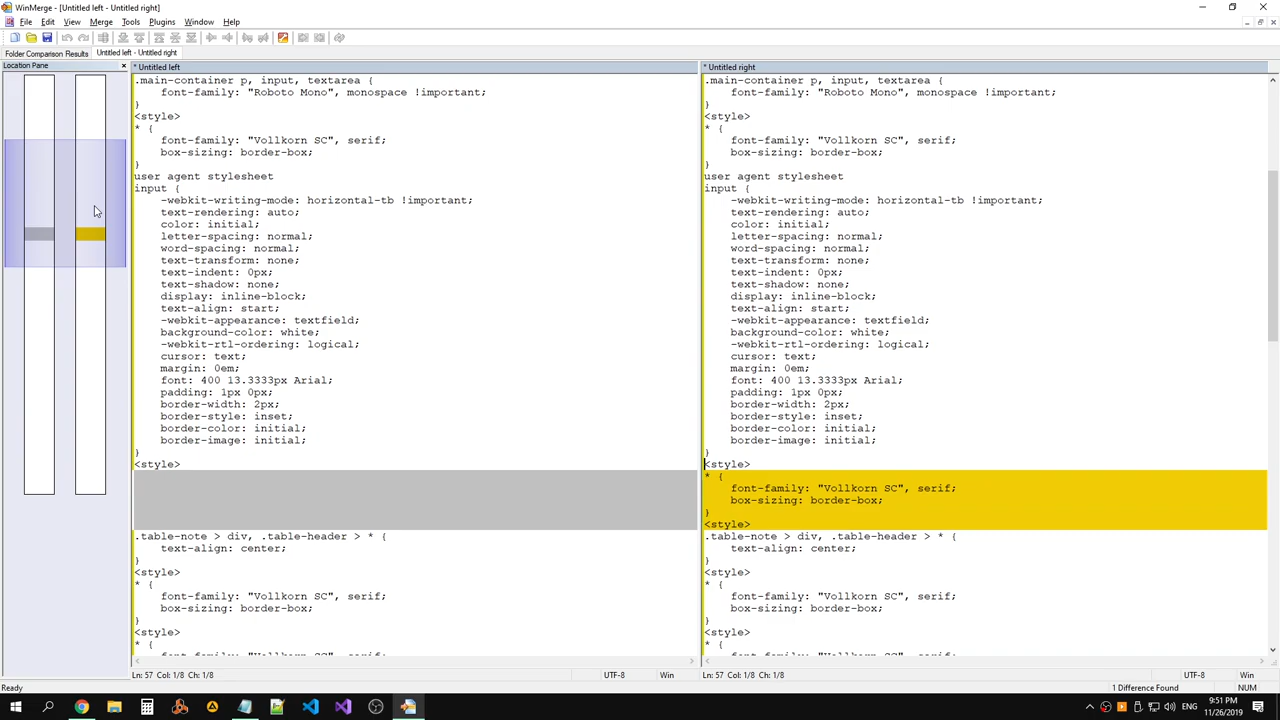 WinMerge - [Untitled left - Untitled right]
File Edit View Merge Tools Plugins Window Help
Folder Comparison Results Untitled left - Untitled right
Location Pane
* Untitled left
.main-container p, input, textarea {
font-family: "Roboto Mono", monospace !important;
}
<style>
* {
font-family: "Vollkorn SC", serif;
box-sizing: border-box;
}
user agent stylesheet
input {
-webkit-writing-mode: horizontal-tb !important;
text-rendering: auto;
color: initial;
letter-spacing: normal;
word-spacing: normal;
text-transform: none;
text-indent: 0px;
text-shadow: none;
display: inline-block;
text-align: start;
-webkit-appearance: textfield;
background-color: white;
-webkit-rtl-ordering: logical;
cursor: text;
margin: 0em;
font: 400 13.3333px Arial;
padding: 1px 0px;
border-width: 2px;
border-style: inset;
border-color: initial;
border-image: initial;
}
<style>
.table-note > div, .table-header > * {
text-align: center;
}
<style>
* {
font-family: "Vollkorn SC", serif;
box-sizing: border-box;
}
<style>
* {
font-family: "Vollkorn SC", serif;
Ln: 57 Col: 1/8 Ch: 1/8 UTF-8 Win
* Untitled right
.main-container p, input, textarea {
font-family: "Roboto Mono", monospace !important;
}
<style>
* {
font-family: "Vollkorn SC", serif;
box-sizing: border-box;
}
user agent stylesheet
input {
-webkit-writing-mode: horizontal-tb !important;
text-rendering: auto;
color: initial;
letter-spacing: normal;
word-spacing: normal;
text-transform: none;
text-indent: 0px;
text-shadow: none;
display: inline-block;
text-align: start;
-webkit-appearance: textfield;
background-color: white;
-webkit-rtl-ordering: logical;
cursor: text;
margin: 0em;
font: 400 13.3333px Arial;
padding: 1px 0px;
border-width: 2px;
border-style: inset;
border-color: initial;
border-image: initial;
}
<style>
* {
font-family: "Vollkorn SC", serif;
box-sizing: border-box;
}
<style>
.table-note > div, .table-header > * {
text-align: center;
}
<style>
* {
font-family: "Vollkorn SC", serif;
box-sizing: border-box;
}
<style>
* {
font-family: "Vollkorn SC", serif;
Ln: 57 Col: 1/8 Ch: 1/8 UTF-8 Win
Ready 1 Difference Found NUM
ENG 9:51 PM
11/26/2019